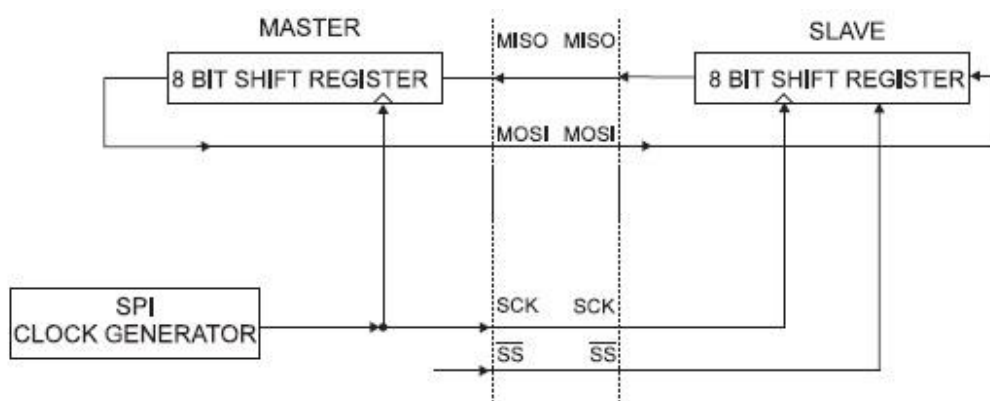 MASTER
MISO MISO
SLAVE
8 BIT SHIFT REGISTER
8 BIT SHIFT REGISTER
MOSI MOSI
SPI
CLOCK GENERATOR
SCK SCK
SS SS